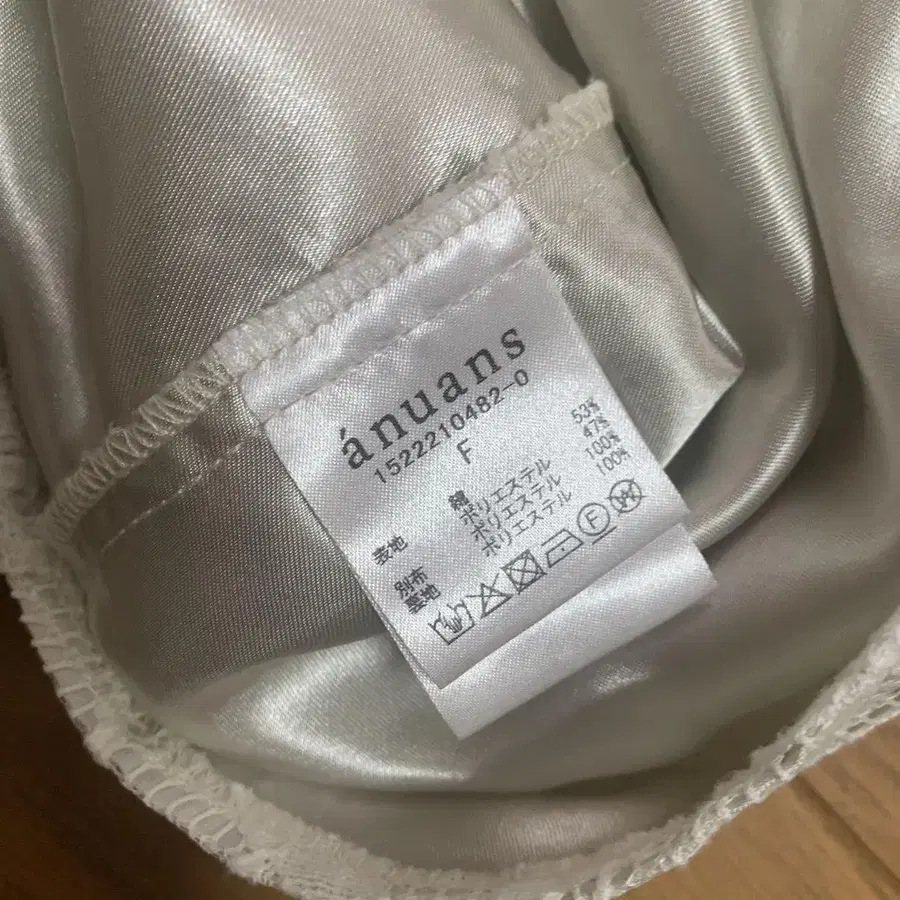 ánuans
1522210482-0
F
表地 綿 53%
ポリエステル 47%
別布 ポリエステル 100%
裏地 ポリエステル 100%
F W